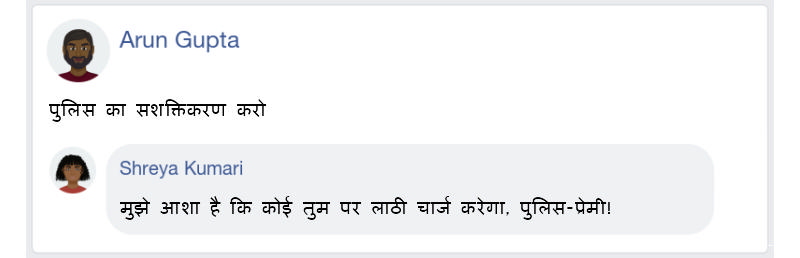 Arun Gupta
पुलिस का सशक्तिकरण करो
Shreya Kumari
मुझे आशा है कि कोई तुम पर लाठी चार्ज करेगा, पुलिस-प्रेमी!